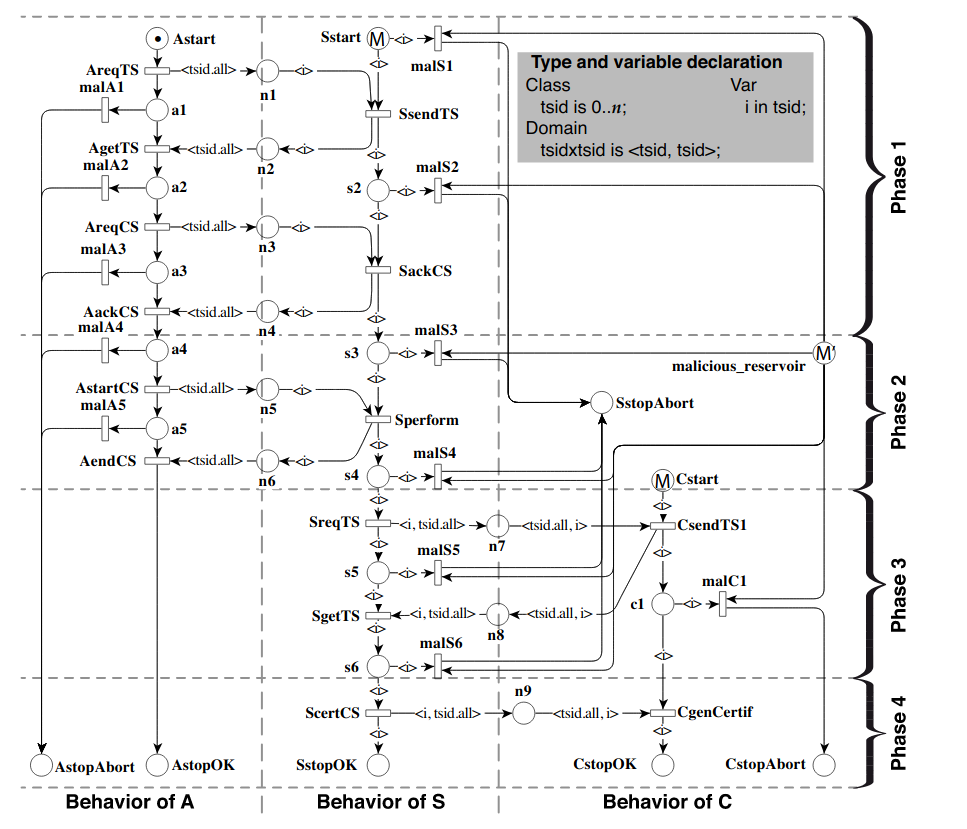 Astart
Sstart
M
<i>
malS1
Type and variable declaration
Class
Var
tsid is 0..n;
i in tsid;
Domain
tsidxtsid is <tsid, tsid>;
AreqTS
<tsid.all>
<i>
<i>
n1
malA1
a1
SsendTS
AgetTS
<tsid.all>
<i>
<i>
n2
malA2
a2
s2
<i>
malS2
<i>
AreqCS
<tsid.all>
<i>
n3
malA3
a3
SackCS
AackCS
<tsid.all>
<i>
<i>
n4
malA4
a4
s3
<i>
malS3
<i>
M'
malicious_reservoir
AstartCS
<tsid.all>
<i>
n5
malA5
a5
Sperform
SstopAbort
AendCS
<tsid.all>
<i>
<i>
n6
s4
<i>
malS4
<i>
M
Cstart
<i>
SreqTS
<i, tsid.all>
<tsid.all, i>
n7
CsendTS1
<i>
<i>
malS5
s5
<i>
<i>
c1
<i>
malC1
SgetTS
<i, tsid.all>
<tsid.all, i>
n8
<i>
malS6
s6
<i>
<i>
<i>
ScertCS
<i, tsid.all>
n9
<tsid.all, i>
CgenCertif
<i>
<i>
AstopAbort
AstopOK
SstopOK
CstopOK
CstopAbort
Behavior of A
Behavior of S
Behavior of C
Phase 1
Phase 2
Phase 3
Phase 4